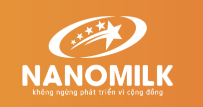 NANOMILK
không ngừng phát triển vì cộng đồng